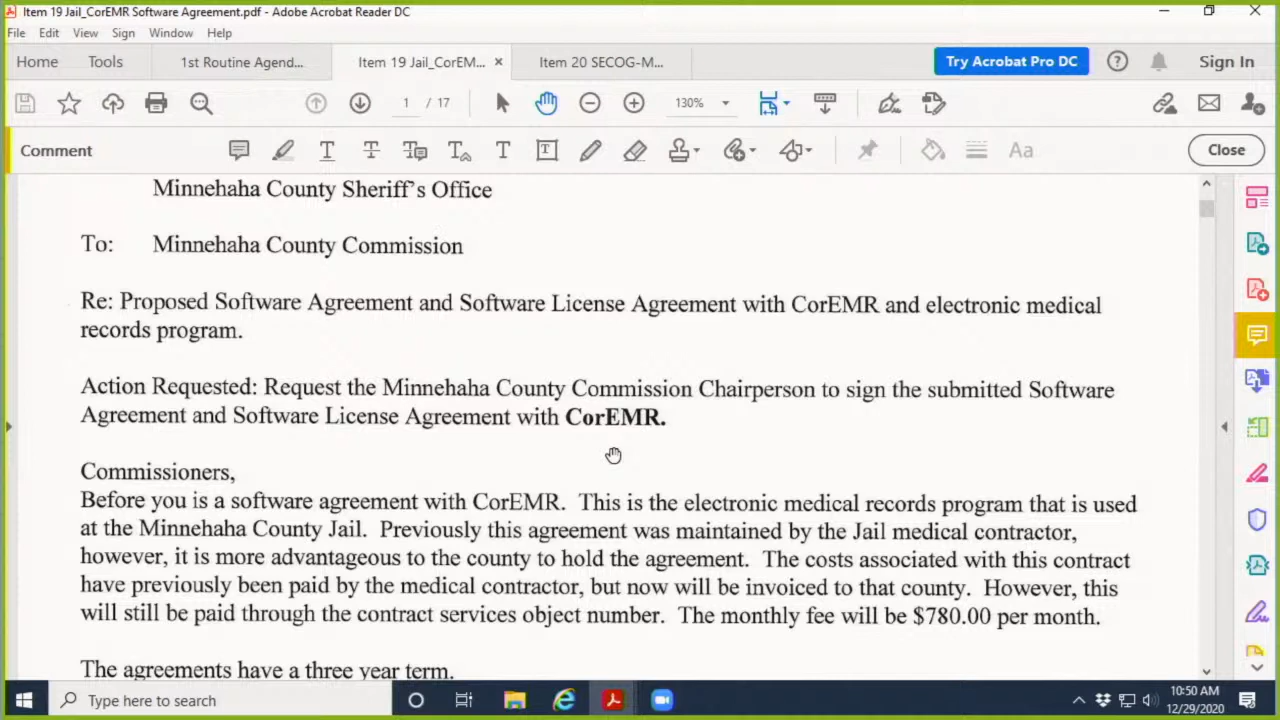 Item 19 Jail_CorEMR Software Agreement.pdf - Adobe Acrobat Reader DC
File Edit View Sign Window Help
Home Tools 1st Routine Agend... Item 19 Jail_CorEM... × Item 20 SECOG-M... Try Acrobat Pro DC Sign In
1 / 17 130%
Comment Aa Close
Minnehaha County Sheriff's Office
To: Minnehaha County Commission
Re: Proposed Software Agreement and Software License Agreement with CorEMR and electronic medical
records program.
Action Requested: Request the Minnehaha County Commission Chairperson to sign the submitted Software
Agreement and Software License Agreement with CorEMR.
Commissioners,
Before you is a software agreement with CorEMR. This is the electronic medical records program that is used
at the Minnehaha County Jail. Previously this agreement was maintained by the Jail medical contractor,
however, it is more advantageous to the county to hold the agreement. The costs associated with this contract
have previously been paid by the medical contractor, but now will be invoiced to that county. However, this
will still be paid through the contract services object number. The monthly fee will be $780.00 per month.
The agreements have a three year term.
Type here to search
10:50 AM
12/29/2020